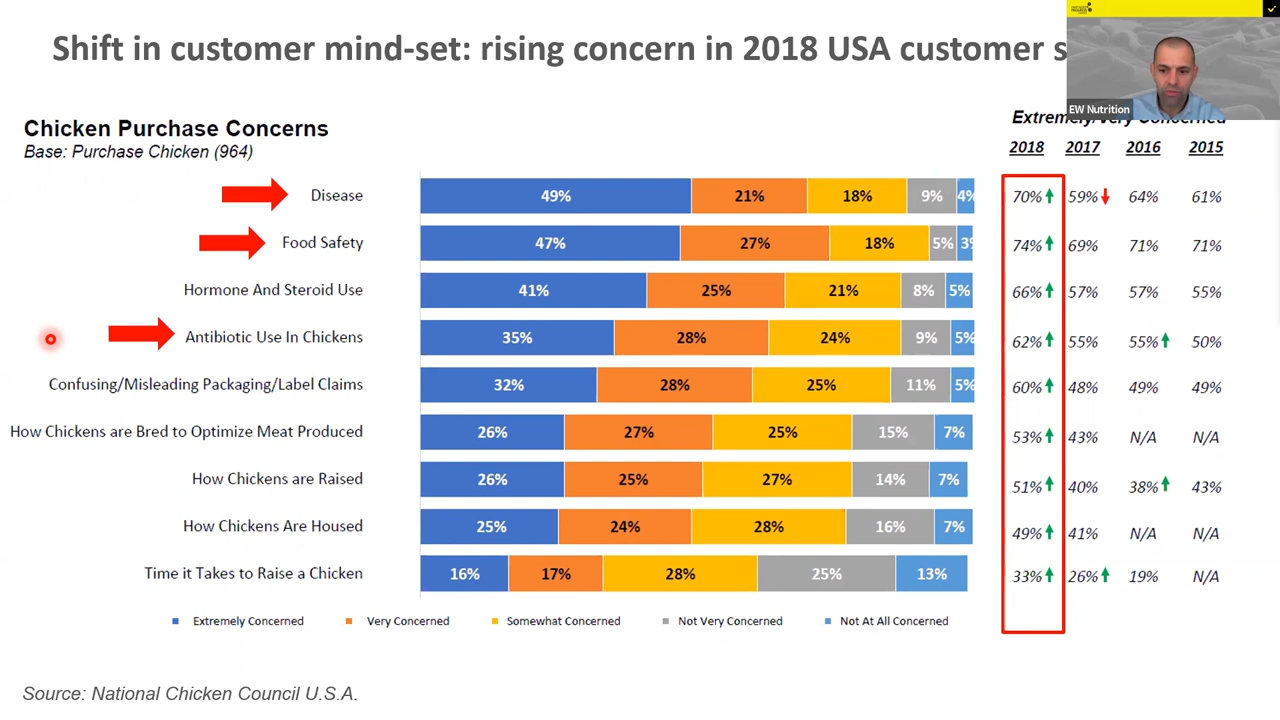 Shift in customer mind-set: rising concern in 2018 USA customer s
EW Nutrition
Chicken Purchase Concerns
Base: Purchase Chicken (964)
Extremely/Very Concerned
2018 2017 2016 2015
Disease 49% 21% 18% 9% 4% 70% 59% 64% 61%
Food Safety 47% 27% 18% 5% 3% 74% 69% 71% 71%
Hormone And Steroid Use 41% 25% 21% 8% 5% 66% 57% 57% 55%
Antibiotic Use In Chickens 35% 28% 24% 9% 5% 62% 55% 55% 50%
Confusing/Misleading Packaging/Label Claims 32% 28% 25% 11% 5% 60% 48% 49% 49%
How Chickens are Bred to Optimize Meat Produced 26% 27% 25% 15% 7% 53% 43% N/A N/A
How Chickens are Raised 26% 25% 27% 14% 7% 51% 40% 38% 43%
How Chickens Are Housed 25% 24% 28% 16% 7% 49% 41% N/A N/A
Time it Takes to Raise a Chicken 16% 17% 28% 25% 13% 33% 26% 19% N/A
Extremely Concerned Very Concerned Somewhat Concerned Not Very Concerned Not At All Concerned
Source: National Chicken Council U.S.A.